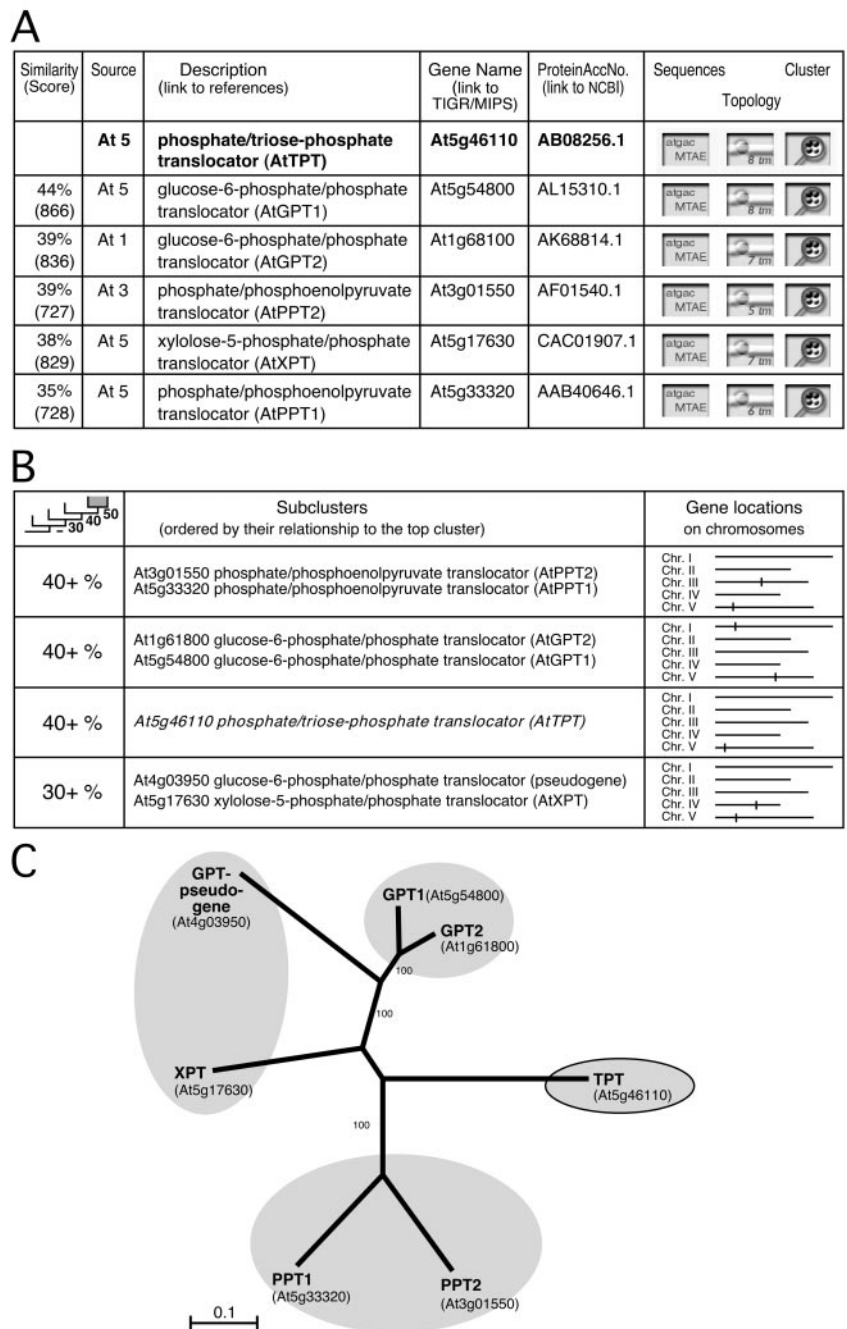 A
Similarity (Score) Source Description (link to references) Gene Name (link to TIGR/MIPS) ProteinAccNo. (link to NCBI) Sequences Topology Cluster
At 5 phosphate/triose-phosphate At5g46110 AB08256.1 atgac
translocator (AtTPT) MTAE 8 tm
44% At 5 glucose-6-phosphate/phosphate At5g54800 AL15310.1 atgac
(866) translocator (AtGPT1) MTAE 8 tm
39% At 1 glucose-6-phosphate/phosphate At1g68100 AK68814.1 atgac
(836) translocator (AtGPT2) MTAE 7 tm
39% At 3 phosphate/phosphoenolpyruvate At3g01550 AF01540.1 atgac
(727) translocator (AtPPT2) MTAE 5 tm
38% At 5 xylolose-5-phosphate/phosphate At5g17630 CAC01907.1 atgac
(829) translocator (AtXPT) MTAE 7 tm
35% At 5 phosphate/phosphoenolpyruvate At5g33320 AAB40646.1 atgac
(728) translocator (AtPPT1) MTAE 6 tm
B
30 40 50 Subclusters Gene locations
(ordered by their relationship to the top cluster) on chromosomes
40+ %
At3g01550 phosphate/phosphoenolpyruvate translocator (AtPPT2)
At5g33320 phosphate/phosphoenolpyruvate translocator (AtPPT1)
Chr. I
Chr. II
Chr. III
Chr. IV
Chr. V
40+ %
At1g61800 glucose-6-phosphate/phosphate translocator (AtGPT2)
At5g54800 glucose-6-phosphate/phosphate translocator (AtGPT1)
Chr. I
Chr. II
Chr. III
Chr. IV
Chr. V
40+ %
At5g46110 phosphate/triose-phosphate translocator (AtTPT)
Chr. I
Chr. II
Chr. III
Chr. IV
Chr. V
30+ %
At4g03950 glucose-6-phosphate/phosphate translocator (pseudogene)
At5g17630 xylolose-5-phosphate/phosphate translocator (AtXPT)
Chr. I
Chr. II
Chr. III
Chr. IV
Chr. V
C
GPT-
pseudo-
gene
(At4g03950)
GPT1 (At5g54800)
GPT2
(At1g61800)
100
100
XPT
(At5g17630)
TPT
(At5g46110)
100
PPT1
(At5g33320)
PPT2
(At3g01550)
0.1